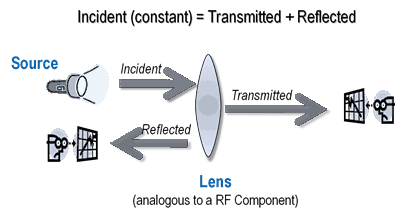 Incident (constant) = Transmitted + Reflected
Source
Incident
Transmitted
Reflected
Lens
(analogous to a RF Component)